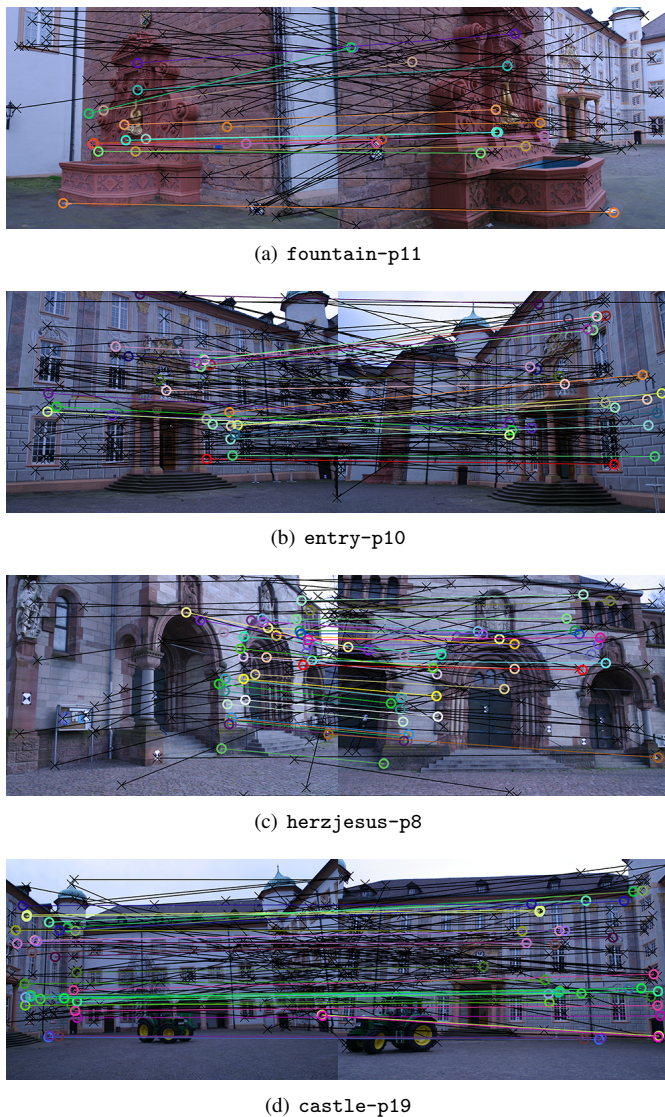 (a) fountain-p11
(b) entry-p10
(c) herzjesus-p8
(d) castle-p19